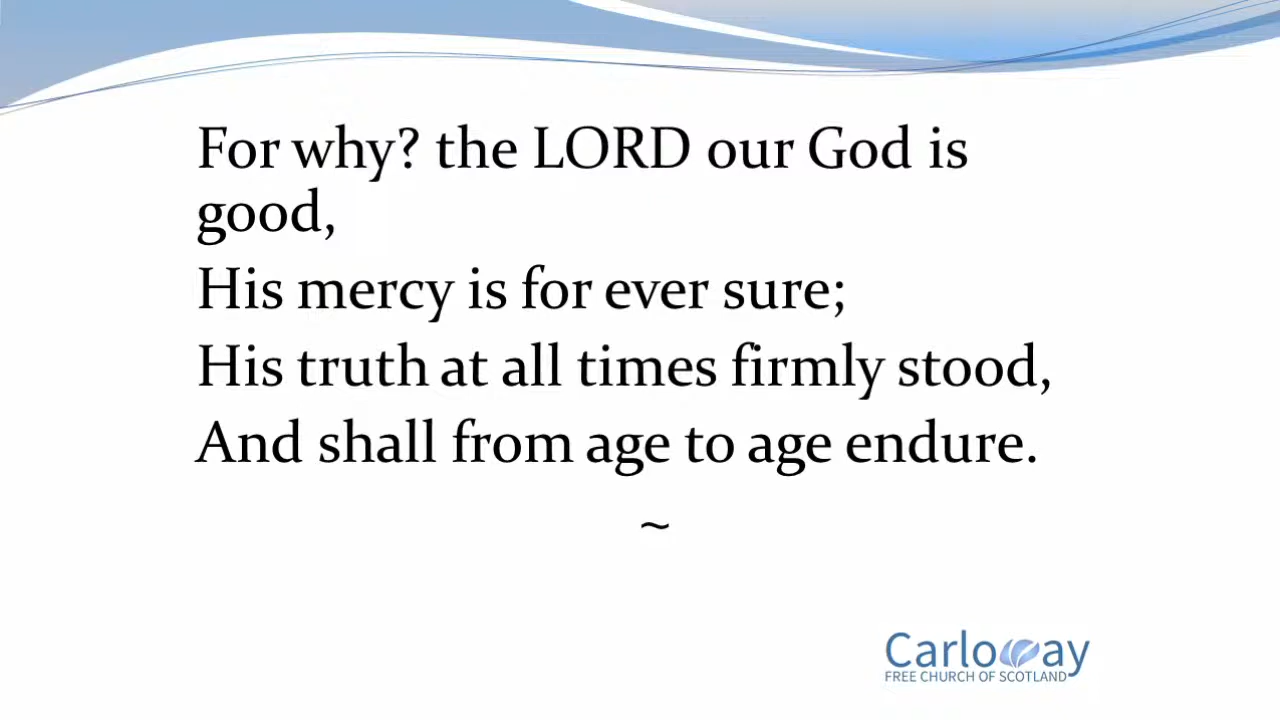 For why? the LORD our God is
good,
His mercy is for ever sure;
His truth at all times firmly stood,
And shall from age to age endure.
~
Carloway
FREE CHURCH OF SCOTLAND